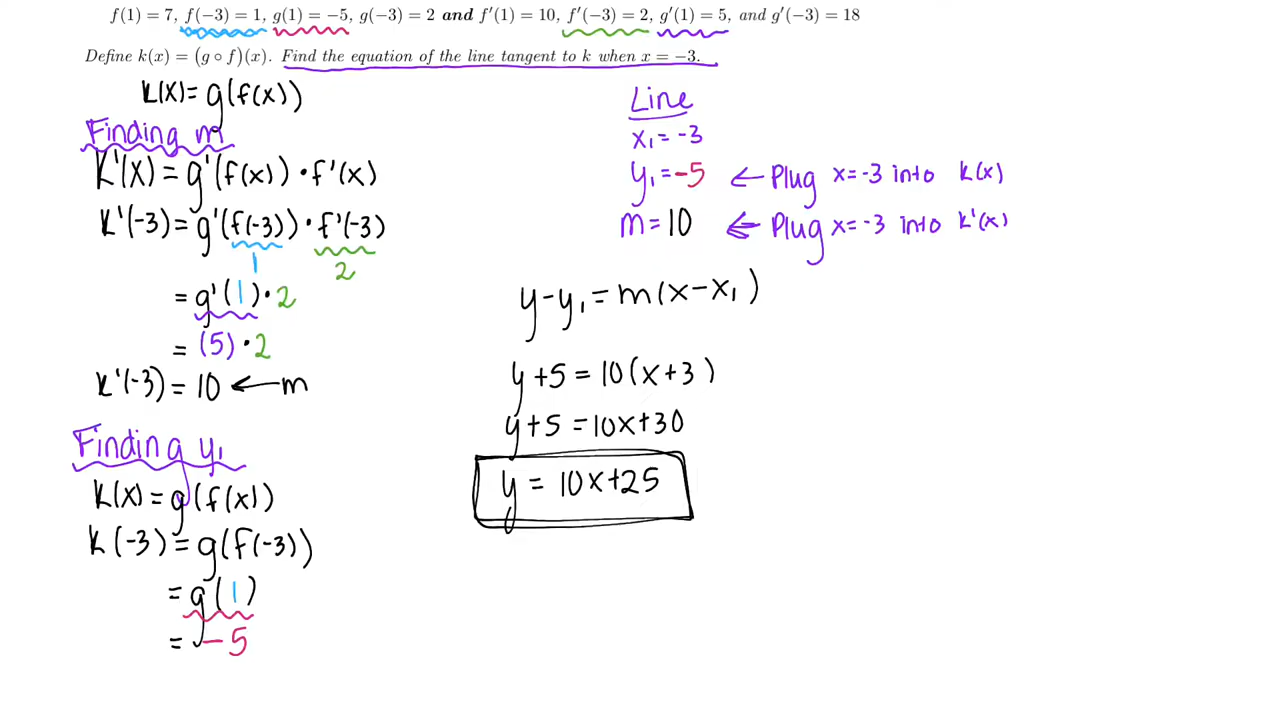 f(1) = 7, f(−3) = 1, g(1) = −5, g(−3) = 2 and f′(1) = 10, f′(−3) = 2, g′(1) = 5, and g′(−3) = 18
Define k(x) = (g ∘ f)(x). Find the equation of the line tangent to k when x = −3.
k(x) = g(f(x))
Finding m
k'(x) = g'(f(x)) · f'(x)
k'(-3) = g'(f(-3)) · f'(-3)
1
2
= g'(1) · 2
= (5) · 2
k'(-3) = 10 ← m
Finding y₁
k(x) = g(f(x))
k(-3) = g(f(-3))
= g(1)
= -5
Line
x₁ = -3
y₁ = -5 ← Plug x = -3 into k(x)
m = 10 ← Plug x = -3 into k'(x)
y - y₁ = m(x - x₁)
y + 5 = 10(x + 3)
y + 5 = 10x + 30
y = 10x + 25